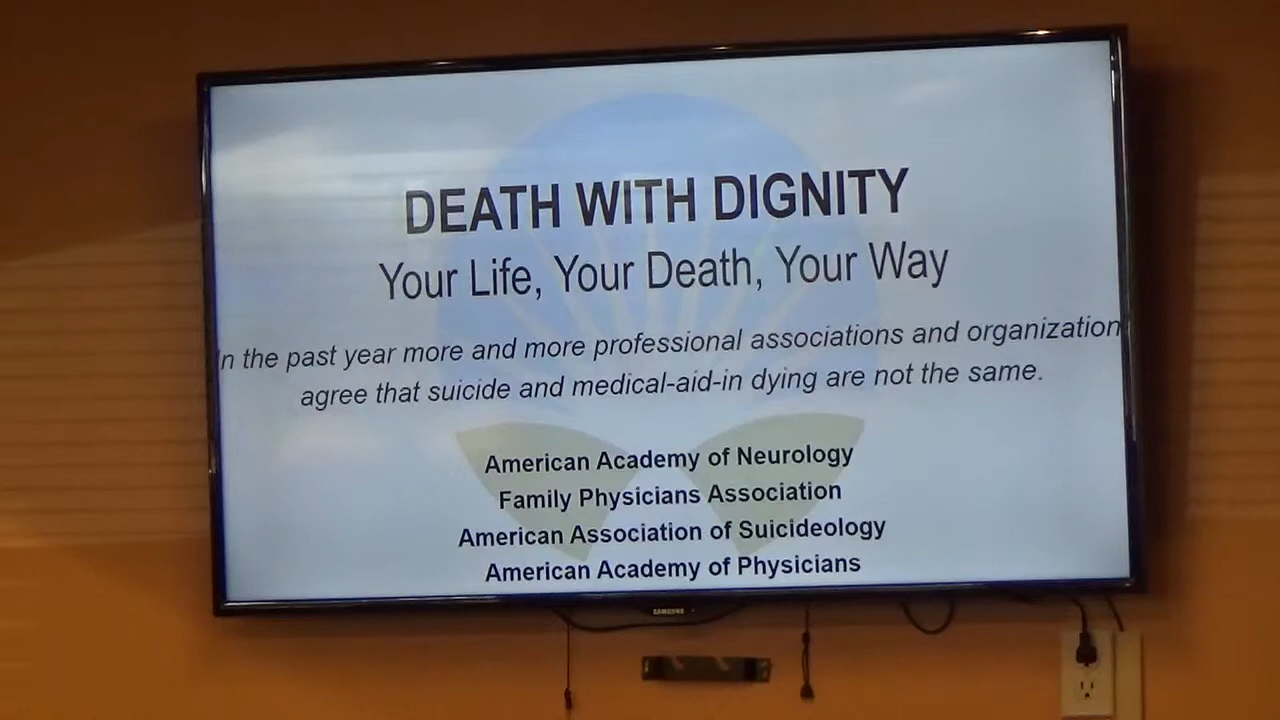 DEATH WITH DIGNITY
Your Life, Your Death, Your Way
In the past year more and more professional associations and organization
agree that suicide and medical-aid-in dying are not the same.
American Academy of Neurology
Family Physicians Association
American Association of Suicideology
American Academy of Physicians
SAMSUNG